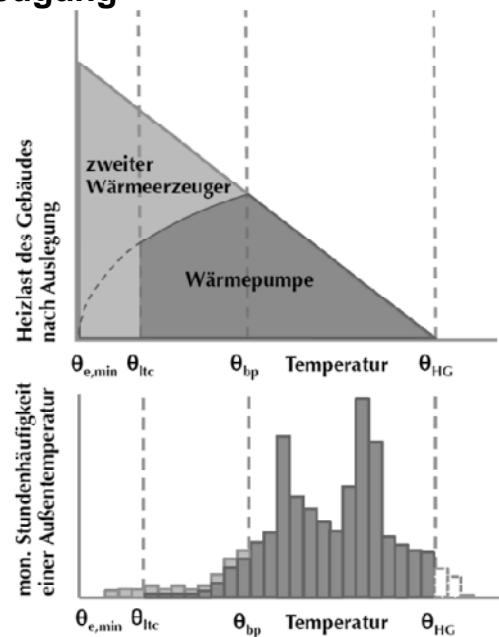 Heizlast des Gebäudes
nach Auslegung
zweiter
Wärmeerzeuger
Wärmepumpe
θe,min θltc θbp Temperatur θHG
mon. Stundenhäufigkeit
einer Außentemperatur
θe,min θltc θbp Temperatur θHG